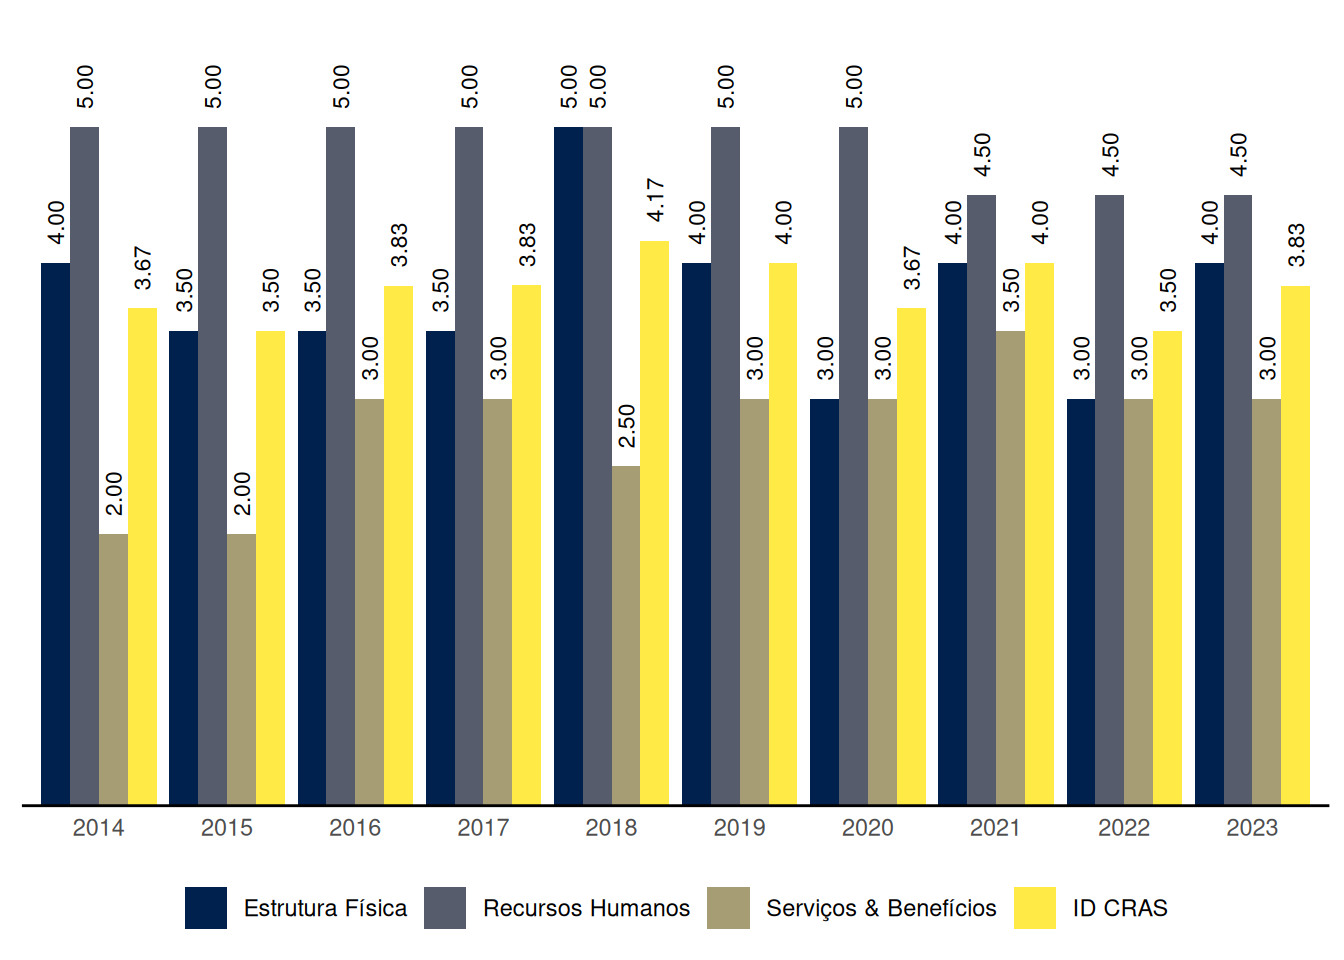 4.00 5.00 2.00 3.67
3.50 5.00 2.00 3.50
3.50 5.00 3.00 3.83
3.50 5.00 3.00 3.83
5.00 5.00 2.50 4.17
4.00 5.00 3.00 4.00
3.00 5.00 3.00 3.67
4.00 4.50 3.50 4.00
3.00 4.50 3.00 3.50
4.00 4.50 3.00 3.83
2014 2015 2016 2017 2018 2019 2020 2021 2022 2023
Estrutura Física Recursos Humanos Serviços & Benefícios ID CRAS